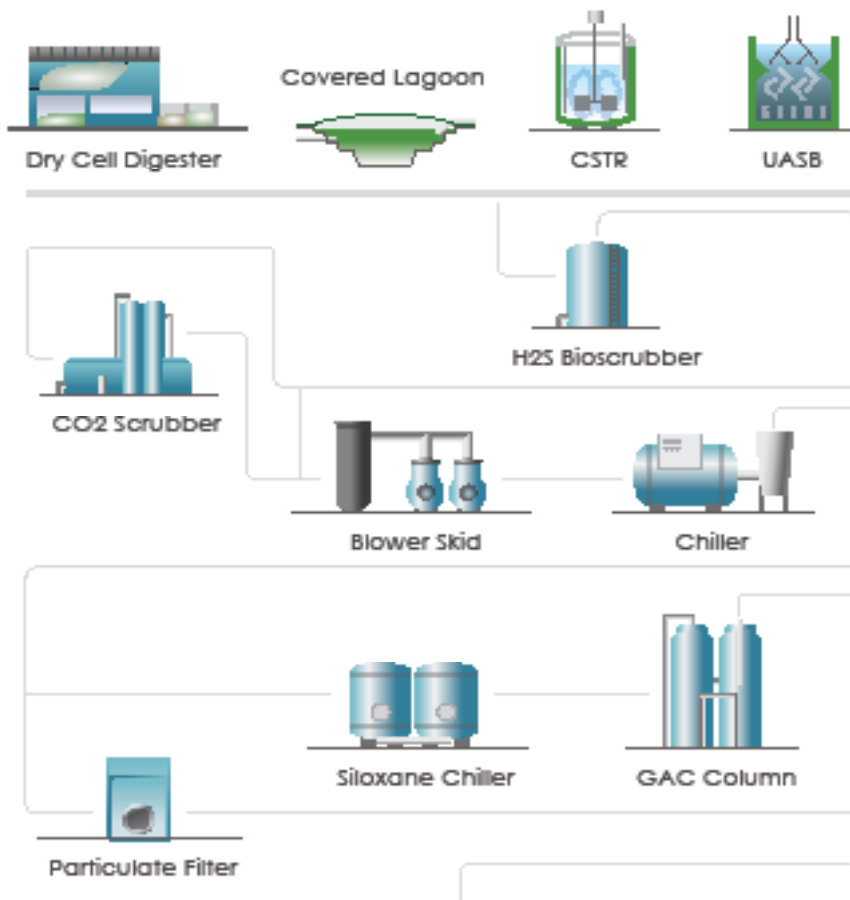 Covered Lagoon
Dry Cell Digester
CSTR
UASB
H2S Bioscrubber
CO2 Scrubber
Blower Skid
Chiller
Siloxane Chiller
GAC Column
Particulate Filter